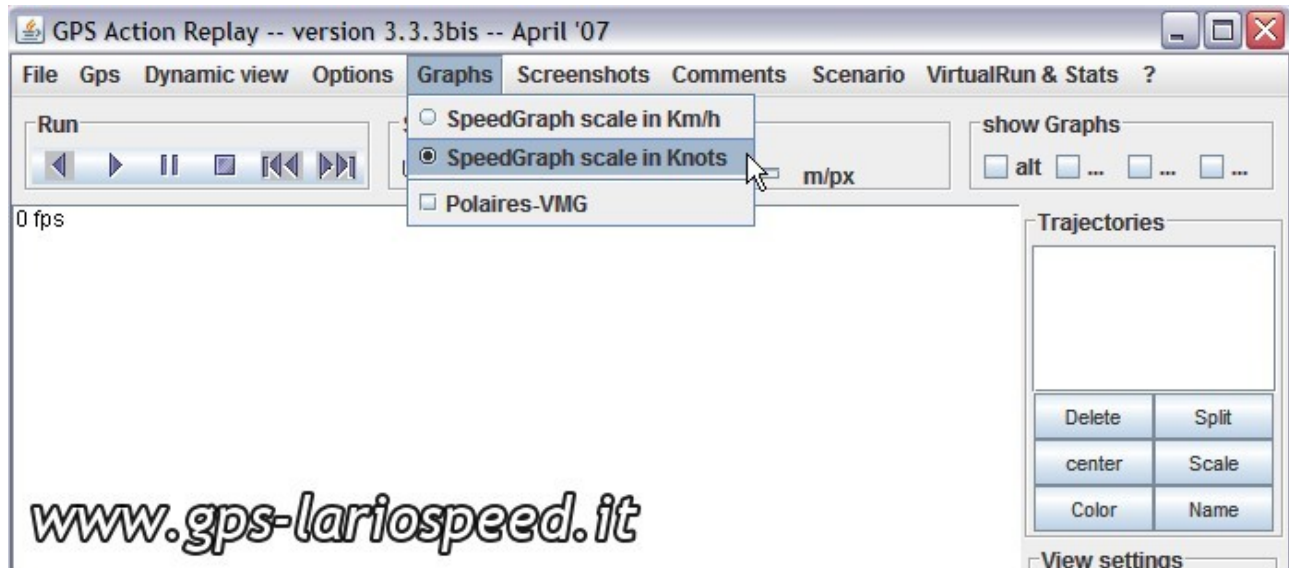 GPS Action Replay -- version 3.3.3bis -- April '07
File Gps Dynamic view Options Graphs Screenshots Comments Scenario VirtualRun & Stats ?
Run
show Graphs
SpeedGraph scale in Km/h
SpeedGraph scale in Knots
m/px
alt ... ... ...
Polaires-VMG
0 fps
Trajectories
Delete Split
center Scale
Color Name
www.gps-lariospeed.it
View settings